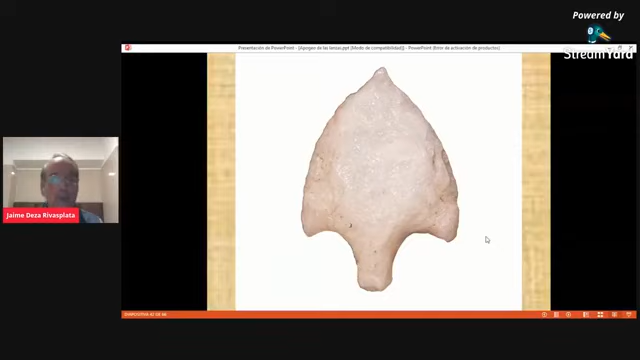 Powered by
StreamYard
Presentación de PowerPoint - [Apogeo de las lenzas.ppt [Modo de compatibilidad]] - PowerPoint (Error de activación de productos)
Jaime Deza Rivasplata